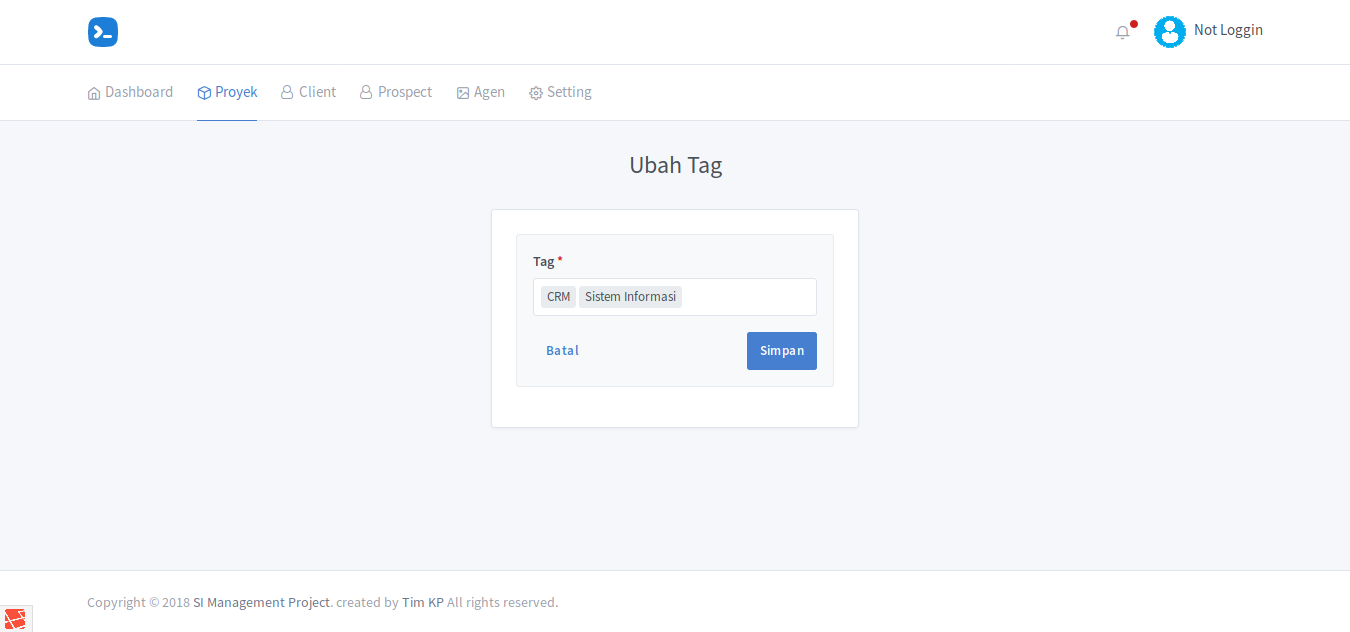 Not Loggin
Dashboard Proyek Client Prospect Agen Setting
Ubah Tag
Tag *
CRM Sistem Informasi
Batal Simpan
Copyright © 2018 SI Management Project. created by Tim KP All rights reserved.